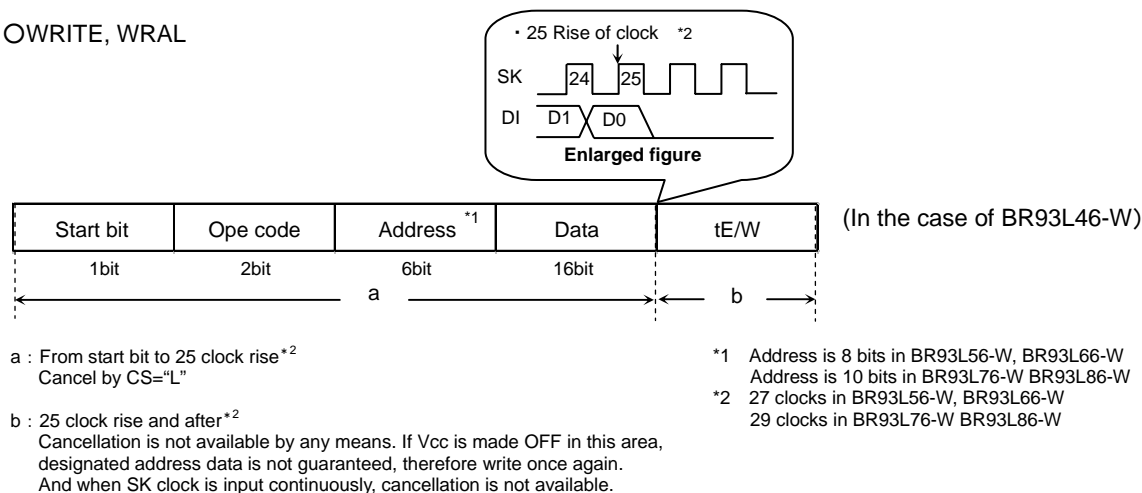 ○WRITE, WRAL
・25 Rise of clock *2
SK 24 25
DI D1 D0
Enlarged figure
Start bit Ope code Address *1 Data tE/W (In the case of BR93L46-W)
1bit 2bit 6bit 16bit
a b
a : From start bit to 25 clock rise*2
Cancel by CS="L"
b : 25 clock rise and after*2
Cancellation is not available by any means. If Vcc is made OFF in this area,
designated address data is not guaranteed, therefore write once again.
And when SK clock is input continuously, cancellation is not available.
*1 Address is 8 bits in BR93L56-W, BR93L66-W
Address is 10 bits in BR93L76-W BR93L86-W
*2 27 clocks in BR93L56-W, BR93L66-W
29 clocks in BR93L76-W BR93L86-W